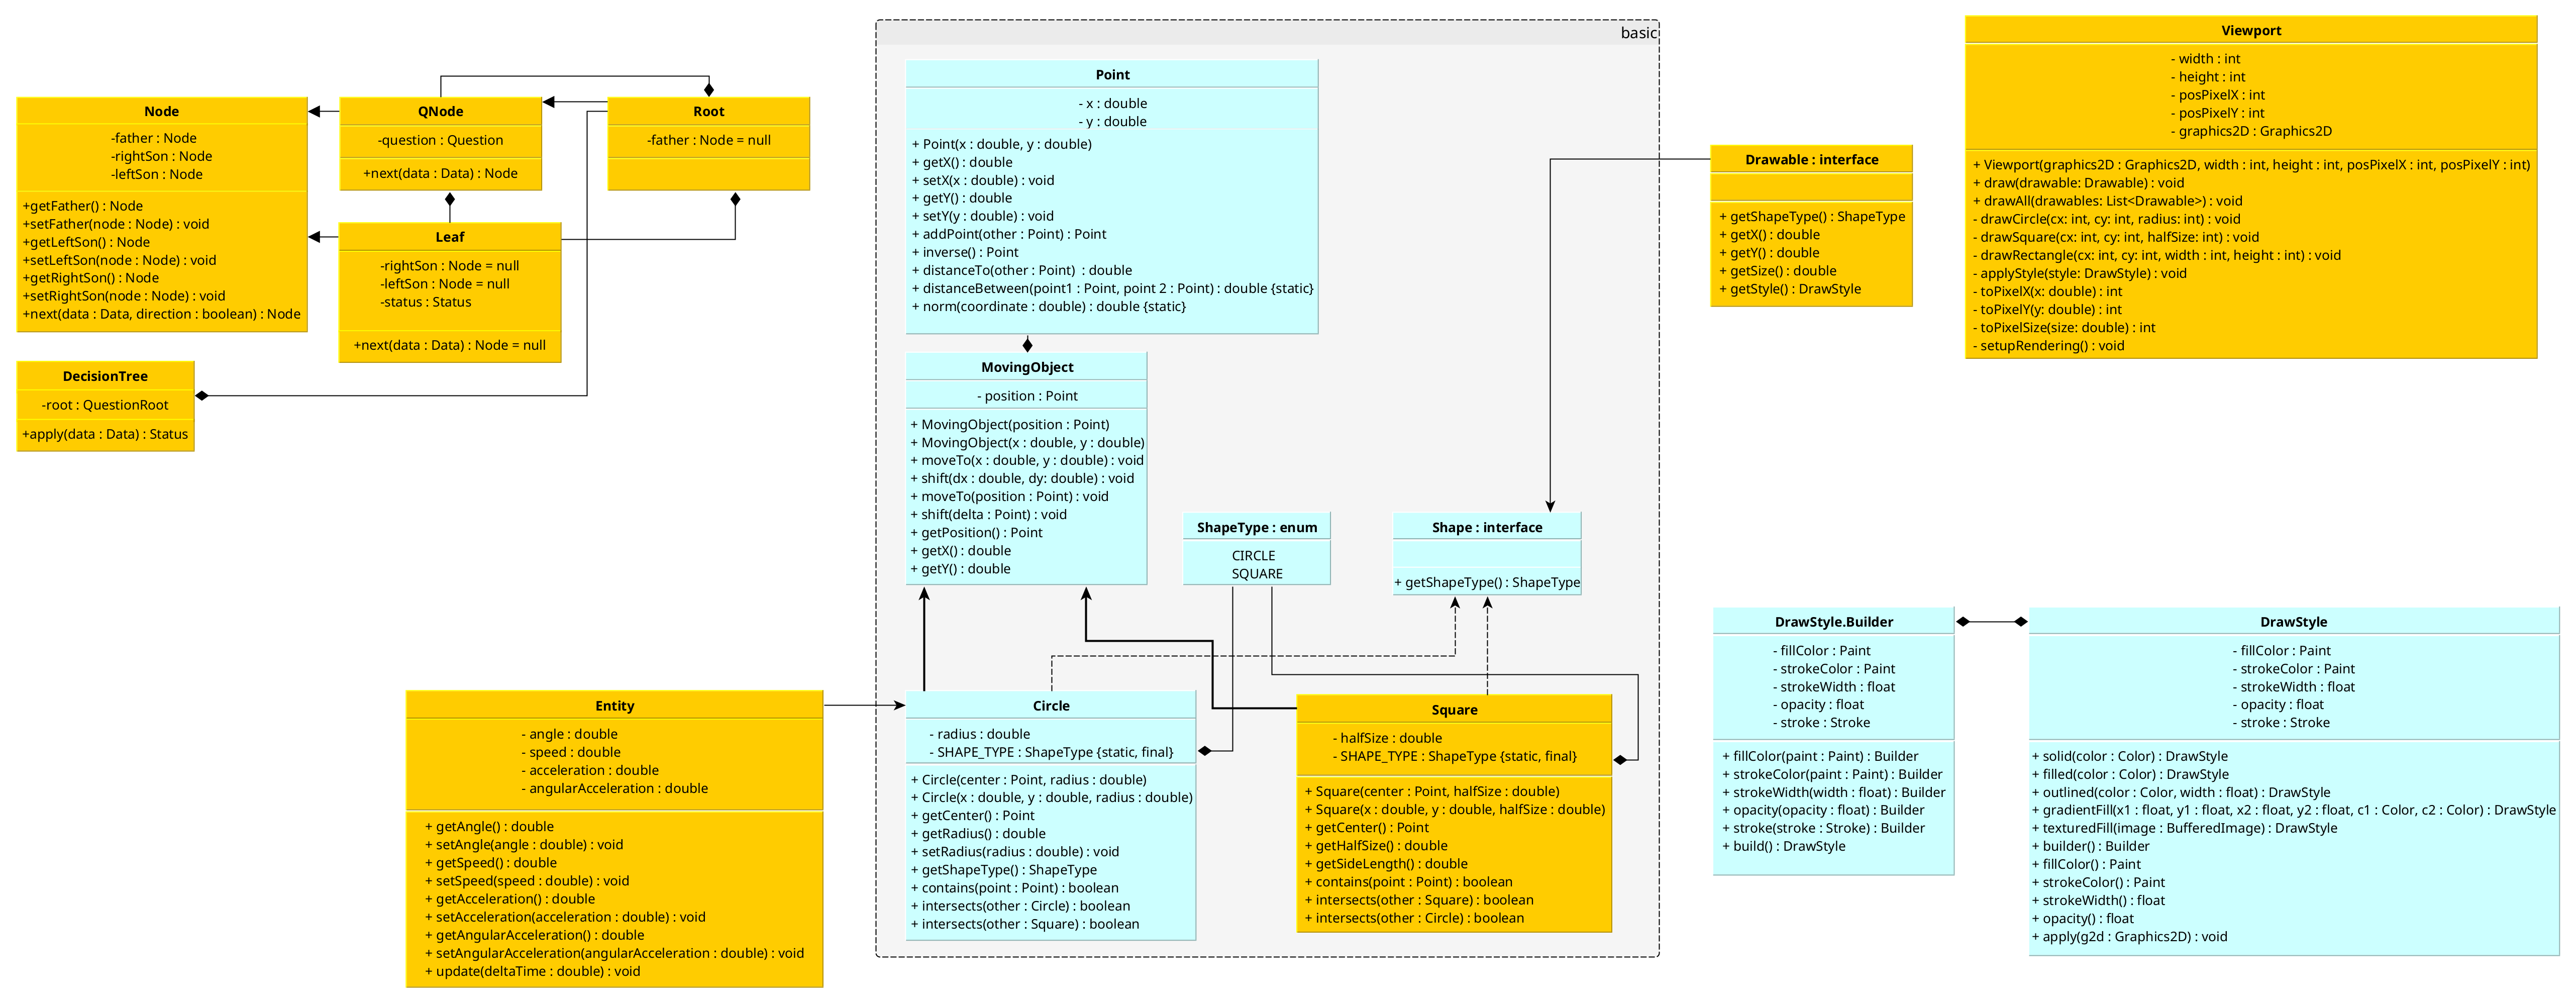 basic
Node
-father : Node
-rightSon : Node
-leftSon : Node
+getFather() : Node
+setFather(node : Node) : void
+getLeftSon() : Node
+setLeftSon(node : Node) : void
+getRightSon() : Node
+setRightSon(node : Node) : void
+next(data : Data, direction : boolean) : Node
QNode
-question : Question
+next(data : Data) : Node
Root
-father : Node = null
Leaf
-rightSon : Node = null
-leftSon : Node = null
-status : Status
+next(data : Data) : Node = null
DecisionTree
-root : QuestionRoot
+apply(data : Data) : Status
Point
- x : double
- y : double
+ Point(x : double, y : double)
+ getX() : double
+ setX(x : double) : void
+ getY() : double
+ setY(y : double) : void
+ addPoint(other : Point) : Point
+ inverse() : Point
+ distanceTo(other : Point)  : double
+ distanceBetween(point1 : Point, point 2 : Point) : double {static}
+ norm(coordinate : double) : double {static}
MovingObject
- position : Point
+ MovingObject(position : Point)
+ MovingObject(x : double, y : double)
+ moveTo(x : double, y : double) : void
+ shift(dx : double, dy: double) : void
+ moveTo(position : Point) : void
+ shift(delta : Point) : void
+ getPosition() : Point
+ getX() : double
+ getY() : double
ShapeType : enum
CIRCLE
SQUARE
Shape : interface
+ getShapeType() : ShapeType
Entity
- angle : double
- speed : double
- acceleration : double
- angularAcceleration : double
+ getAngle() : double
+ setAngle(angle : double) : void
+ getSpeed() : double
+ setSpeed(speed : double) : void
+ getAcceleration() : double
+ setAcceleration(acceleration : double) : void
+ getAngularAcceleration() : double
+ setAngularAcceleration(angularAcceleration : double) : void
+ update(deltaTime : double) : void
Circle
- radius : double
- SHAPE_TYPE : ShapeType {static, final}
+ Circle(center : Point, radius : double)
+ Circle(x : double, y : double, radius : double)
+ getCenter() : Point
+ getRadius() : double
+ setRadius(radius : double) : void
+ getShapeType() : ShapeType
+ contains(point : Point) : boolean
+ intersects(other : Circle) : boolean
+ intersects(other : Square) : boolean
Square
- halfSize : double
- SHAPE_TYPE : ShapeType {static, final}
+ Square(center : Point, halfSize : double)
+ Square(x : double, y : double, halfSize : double)
+ getCenter() : Point
+ getHalfSize() : double
+ getSideLength() : double
+ contains(point : Point) : boolean
+ intersects(other : Square) : boolean
+ intersects(other : Circle) : boolean
Drawable : interface
+ getShapeType() : ShapeType
+ getX() : double
+ getY() : double
+ getSize() : double
+ getStyle() : DrawStyle
Viewport
- width : int
- height : int
- posPixelX : int
- posPixelY : int
- graphics2D : Graphics2D
+ Viewport(graphics2D : Graphics2D, width : int, height : int, posPixelX : int, posPixelY : int)
+ draw(drawable: Drawable) : void
+ drawAll(drawables: List<Drawable>) : void
- drawCircle(cx: int, cy: int, radius: int) : void
- drawSquare(cx: int, cy: int, halfSize: int) : void
- drawRectangle(cx: int, cy: int, width : int, height : int) : void
- applyStyle(style: DrawStyle) : void
- toPixelX(x: double) : int
- toPixelY(y: double) : int
- toPixelSize(size: double) : int
- setupRendering() : void
DrawStyle.Builder
- fillColor : Paint
- strokeColor : Paint
- strokeWidth : float
- opacity : float
- stroke : Stroke
+ fillColor(paint : Paint) : Builder
+ strokeColor(paint : Paint) : Builder
+ strokeWidth(width : float) : Builder
+ opacity(opacity : float) : Builder
+ stroke(stroke : Stroke) : Builder
+ build() : DrawStyle
DrawStyle
- fillColor : Paint
- strokeColor : Paint
- strokeWidth : float
- opacity : float
- stroke : Stroke
+ solid(color : Color) : DrawStyle
+ filled(color : Color) : DrawStyle
+ outlined(color : Color, width : float) : DrawStyle
+ gradientFill(x1 : float, y1 : float, x2 : float, y2 : float, c1 : Color, c2 : Color) : DrawStyle
+ texturedFill(image : BufferedImage) : DrawStyle
+ builder() : Builder
+ fillColor() : Paint
+ strokeColor() : Paint
+ strokeWidth() : float
+ opacity() : float
+ apply(g2d : Graphics2D) : void